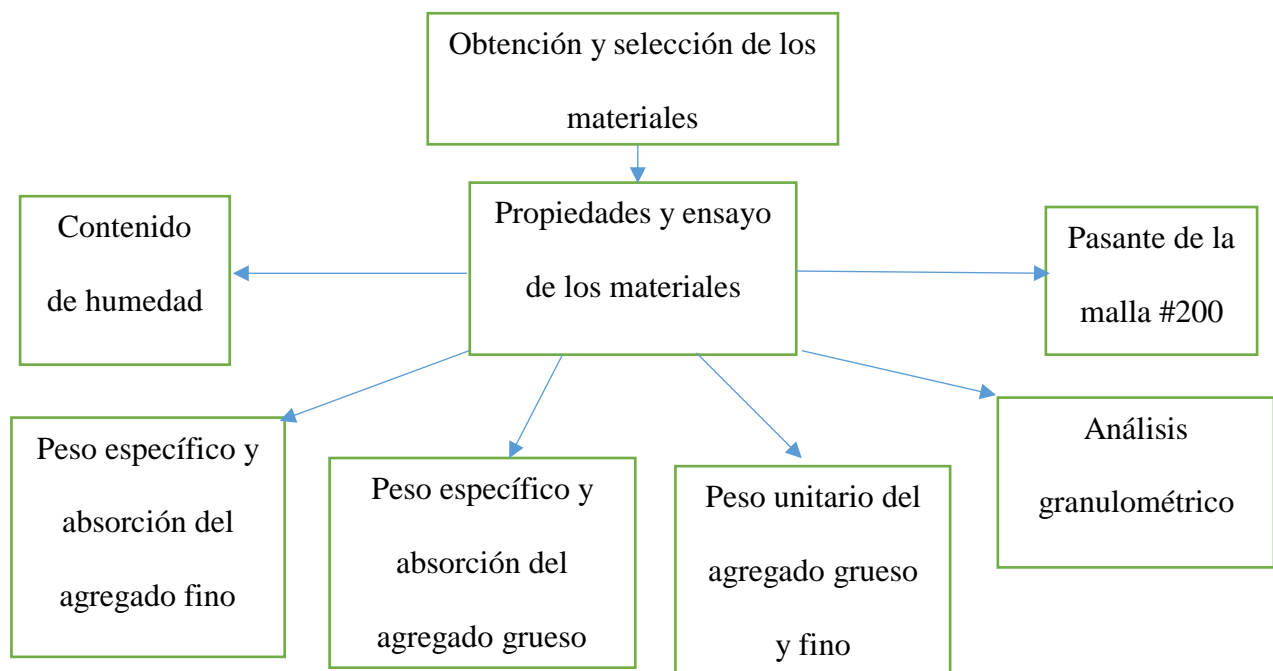 Obtención y selección de los
materiales
Propiedades y ensayo
de los materiales
Contenido
de humedad
Pasante de la
malla #200
Peso específico y
absorción del
agregado fino
Peso específico y
absorción del
agregado grueso
Peso unitario del
agregado grueso
y fino
Análisis
granulométrico